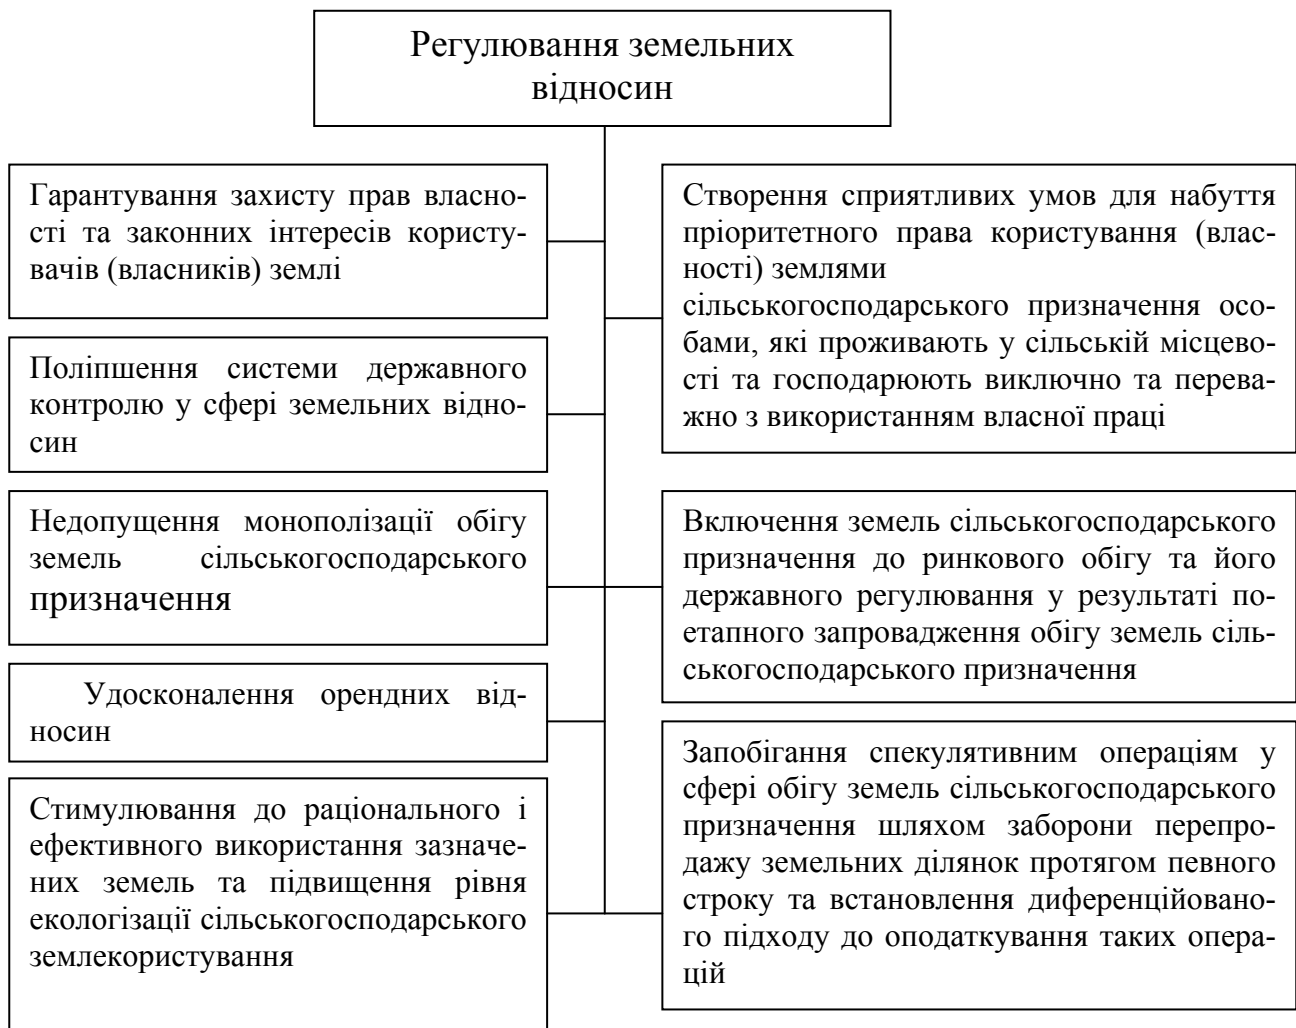 Регулювання земельних
відносин
Гарантування захисту прав власно-
сті та законних інтересів користу-
вачів (власників) землі
Поліпшення системи державного
контролю у сфері земельних відно-
син
Недопущення монополізації обігу
земель сільськогосподарського
призначення
Удосконалення орендних від-
носин
Стимулювання до раціонального і
ефективного використання зазначе-
них земель та підвищення рівня
екологізації сільськогосподарського
землекористування
Створення сприятливих умов для набуття
пріоритетного права користування (влас-
ності) землями
сільськогосподарського призначення осо-
бами, які проживають у сільській місцево-
сті та господарюють виключно та перева-
жно з використанням власної праці
Включення земель сільськогосподарського
призначення до ринкового обігу та його
державного регулювання у результаті по-
етапного запровадження обігу земель сіль-
ськогосподарського призначення
Запобігання спекулятивним операціям у
сфері обігу земель сільськогосподарського
призначення шляхом заборони перепро-
дажу земельних ділянок протягом певного
строку та встановлення диференційовано-
го підходу до оподаткування таких опера-
цій